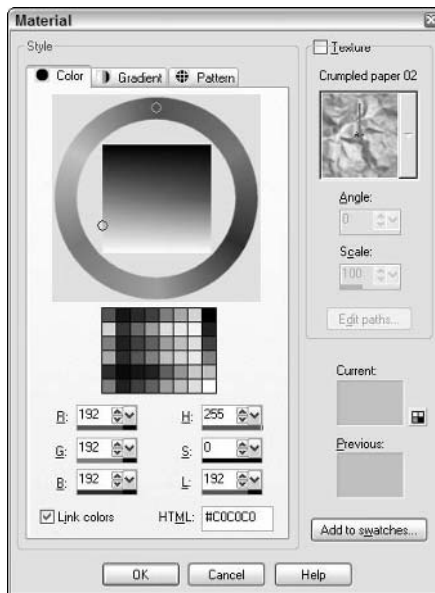 Material
Style
Color Gradient Pattern
R: 192 H: 255
G: 192 S: 0
B: 192 L: 192
Link colors HTML: #C0C0C0
Texture
Crumpled paper 02
Angle:
0
Scale:
100
Edit paths...
Current:
Previous:
Add to swatches...
OK Cancel Help